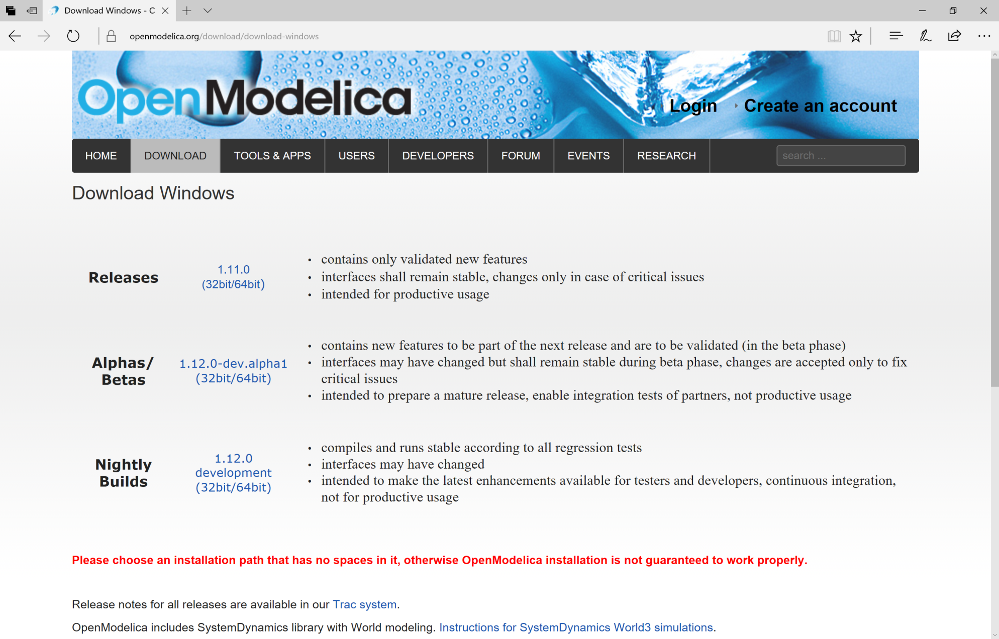 Download Windows - C
openmodelica.org/download/download-windows
OpenModelica
Login Create an account
HOME DOWNLOAD TOOLS & APPS USERS DEVELOPERS FORUM EVENTS RESEARCH search ...
Download Windows
Releases
1.11.0
(32bit/64bit)
• contains only validated new features
• interfaces shall remain stable, changes only in case of critical issues
• intended for productive usage
Alphas/
Betas
1.12.0-dev.alpha1
(32bit/64bit)
• contains new features to be part of the next release and are to be validated (in the beta phase)
• interfaces may have changed but shall remain stable during beta phase, changes are accepted only to fix
critical issues
• intended to prepare a mature release, enable integration tests of partners, not productive usage
Nightly
Builds
1.12.0
development
(32bit/64bit)
• compiles and runs stable according to all regression tests
• interfaces may have changed
• intended to make the latest enhancements available for testers and developers, continuous integration,
not for productive usage
Please choose an installation path that has no spaces in it, otherwise OpenModelica installation is not guaranteed to work properly.
Release notes for all releases are available in our Trac system.
OpenModelica includes SystemDynamics library with World modeling. Instructions for SystemDynamics World3 simulations.